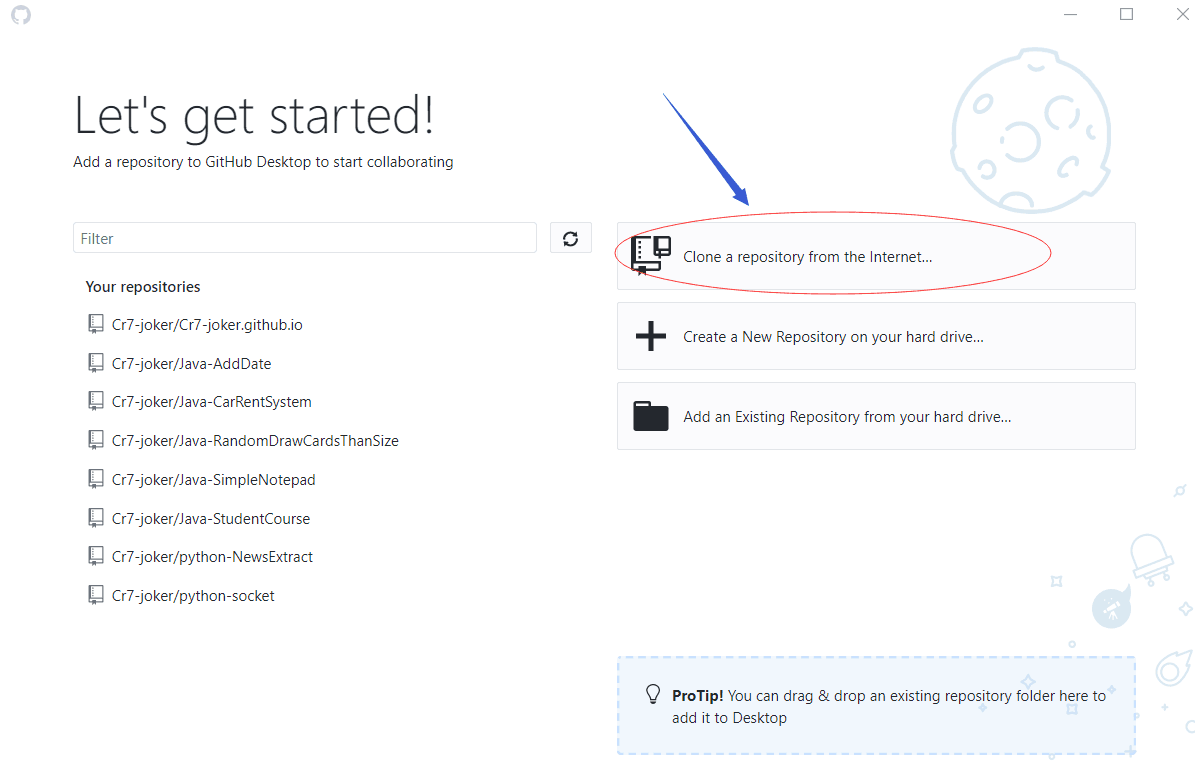 Let's get started!
Add a repository to GitHub Desktop to start collaborating
Filter
Your repositories
Cr7-joker/Cr7-joker.github.io
Cr7-joker/Java-AddDate
Cr7-joker/Java-CarRentSystem
Cr7-joker/Java-RandomDrawCardsThanSize
Cr7-joker/Java-SimpleNotepad
Cr7-joker/Java-StudentCourse
Cr7-joker/python-NewsExtract
Cr7-joker/python-socket
Clone a repository from the Internet...
Create a New Repository on your hard drive...
Add an Existing Repository from your hard drive...
ProTip! You can drag & drop an existing repository folder here to
add it to Desktop